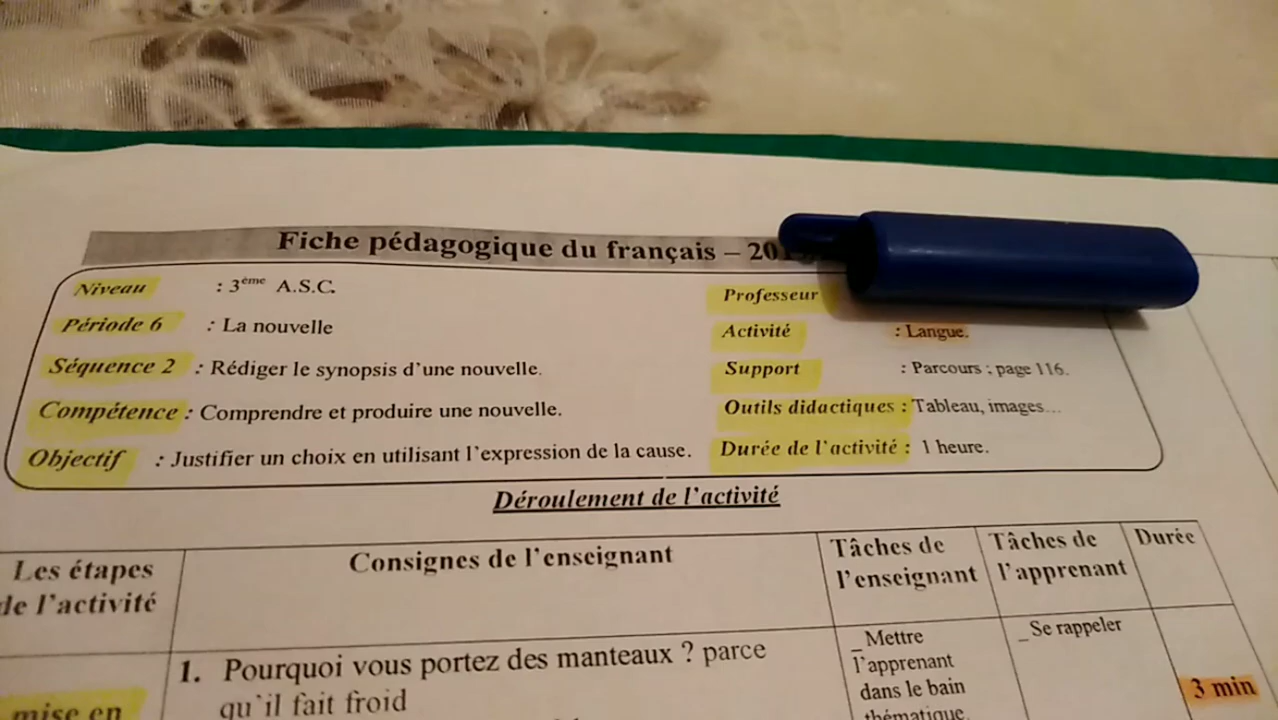 Fiche pédagogique du français – 20
Niveau : 3ème A.S.C.
Période 6 : La nouvelle
Séquence 2 : Rédiger le synopsis d'une nouvelle.
Compétence : Comprendre et produire une nouvelle.
Objectif : Justifier un choix en utilisant l'expression de la cause.
Professeur
Activité : Langue.
Support : Parcours : page 116.
Outils didactiques : Tableau, images...
Durée de l'activité : 1 heure.
Déroulement de l'activité
Les étapes
de l'activité
Consignes de l'enseignant
Tâches de
l'enseignant
Tâches de
l'apprenant
Durée
mise en
1. Pourquoi vous portez des manteaux ? parce
qu'il fait froid
_ Mettre
l'apprenant
dans le bain
thématique.
_ Se rappeler
3 min